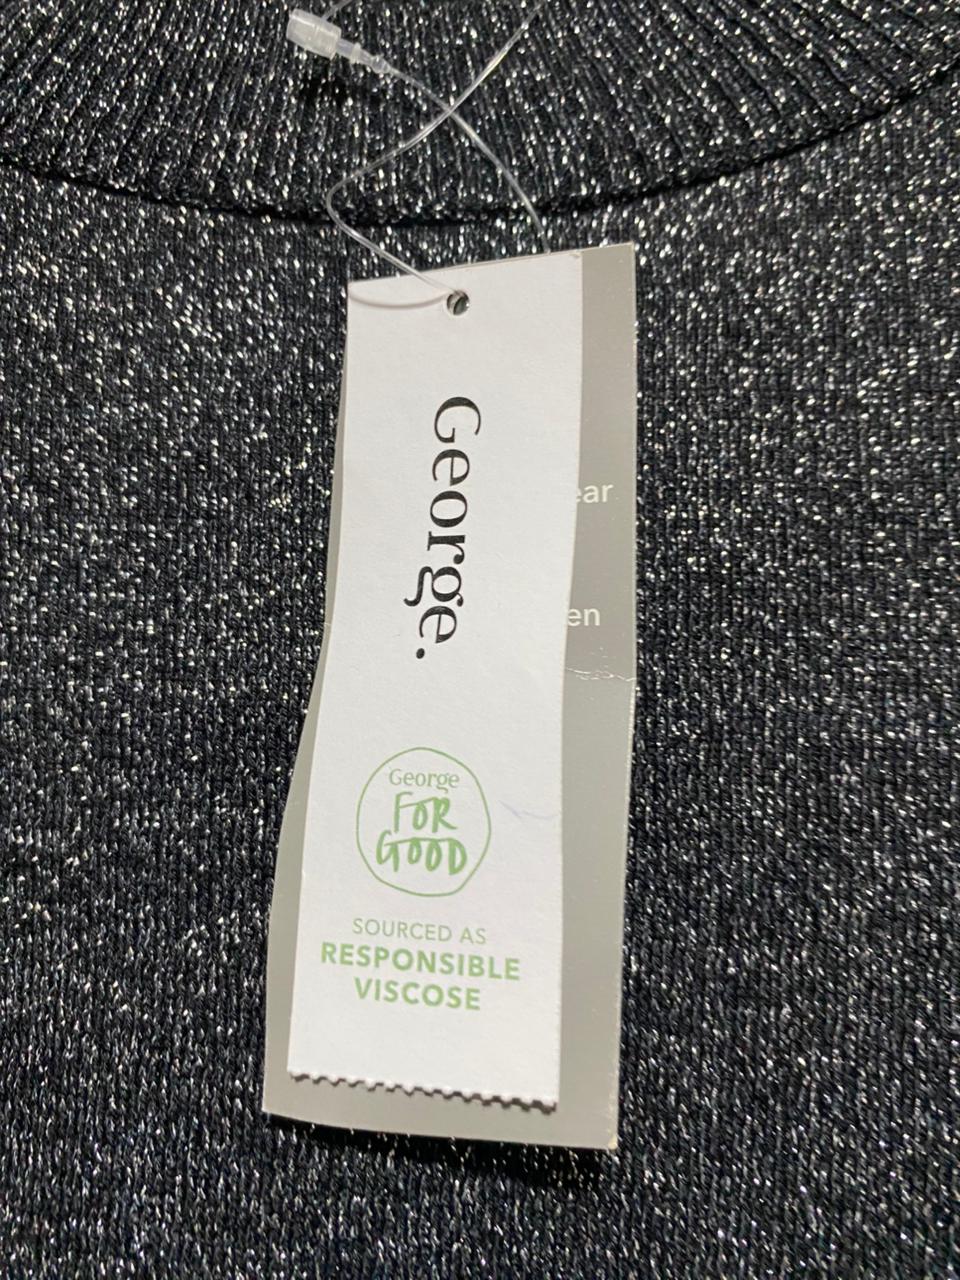 George.
George
FOR
GOOD
SOURCED AS
RESPONSIBLE
VISCOSE